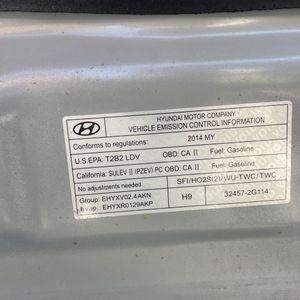 HYUNDAI MOTOR COMPANY
VEHICLE EMISSION CONTROL INFORMATION
Conforms to regulations: 2014 MY
U.S.EPA: T2B2 LDV OBD: CA II Fuel: Gasoline
California: SULEV II (PZEV) PC OBD: CA II Fuel: Gasoline
No adjustments needed. SFI/HO2S(2)/WU-TWC/TWC
Group: EHYXV02.4AKN H9 32457-2G114
Evap: EHYXR0129AKP